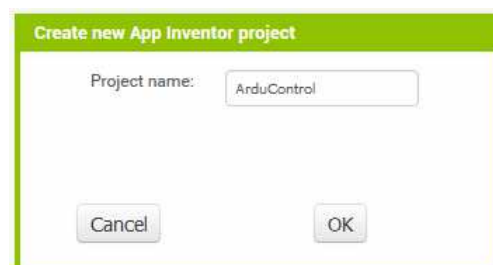 Create new App Inventor project
Project name:
ArduControl
Cancel
OK